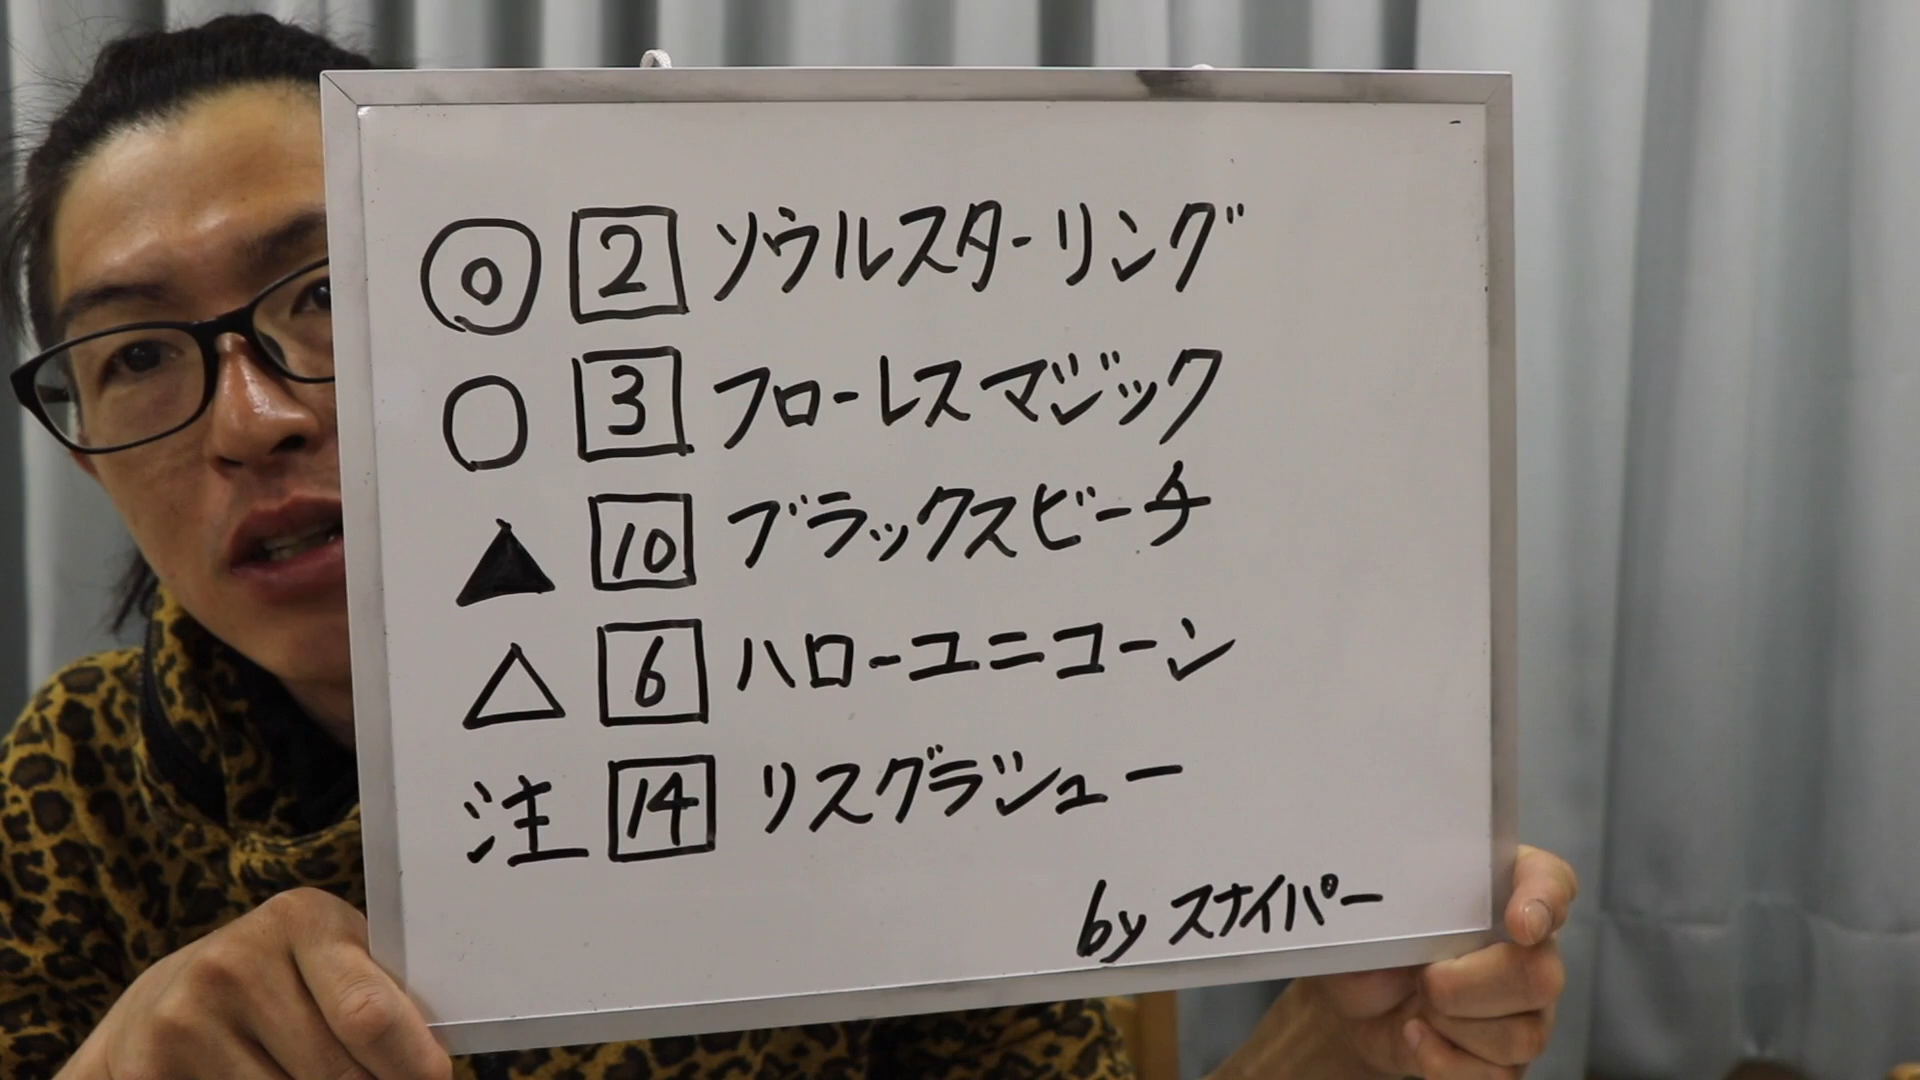 ◎ 2 ソウルスターリング
○ 3 フローレスマジック
▲ 10 ブラックスビーチ
△ 6 ハローユニコーン
注 14 リスグラシュー
by スナイパー